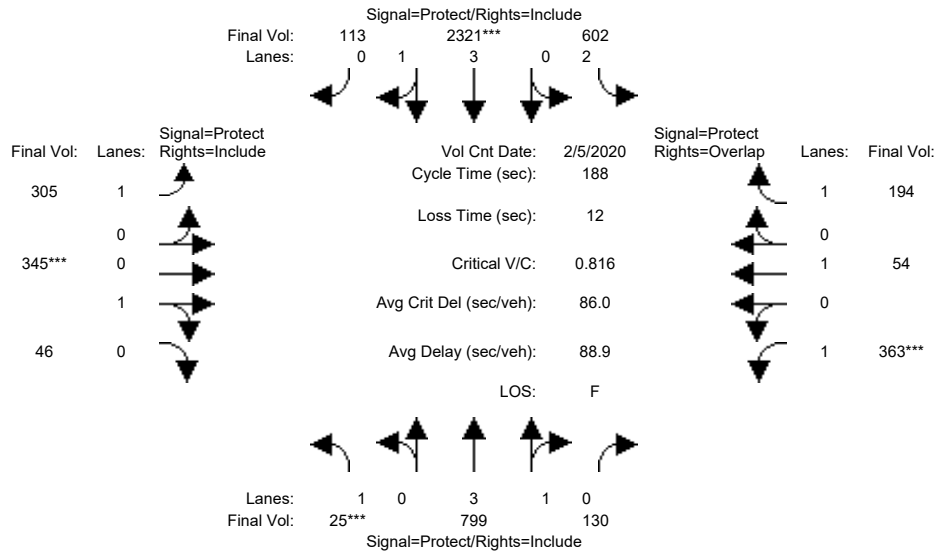 Signal=Protect/Rights=Include
Final Vol: 113 2321*** 602
Lanes: 0 1 3 0 2
Signal=Protect Signal=Protect
Final Vol: Lanes: Rights=Include Vol Cnt Date: 2/5/2020 Rights=Overlap Lanes: Final Vol:
Cycle Time (sec): 188
305 1 1 194
Loss Time (sec): 12
0 0
345*** 0 Critical V/C: 0.816 1 54
1 Avg Crit Del (sec/veh): 86.0 0
46 0 Avg Delay (sec/veh): 88.9 1 363***
LOS: F
Lanes: 1 0 3 1 0
Final Vol: 25*** 799 130
Signal=Protect/Rights=Include